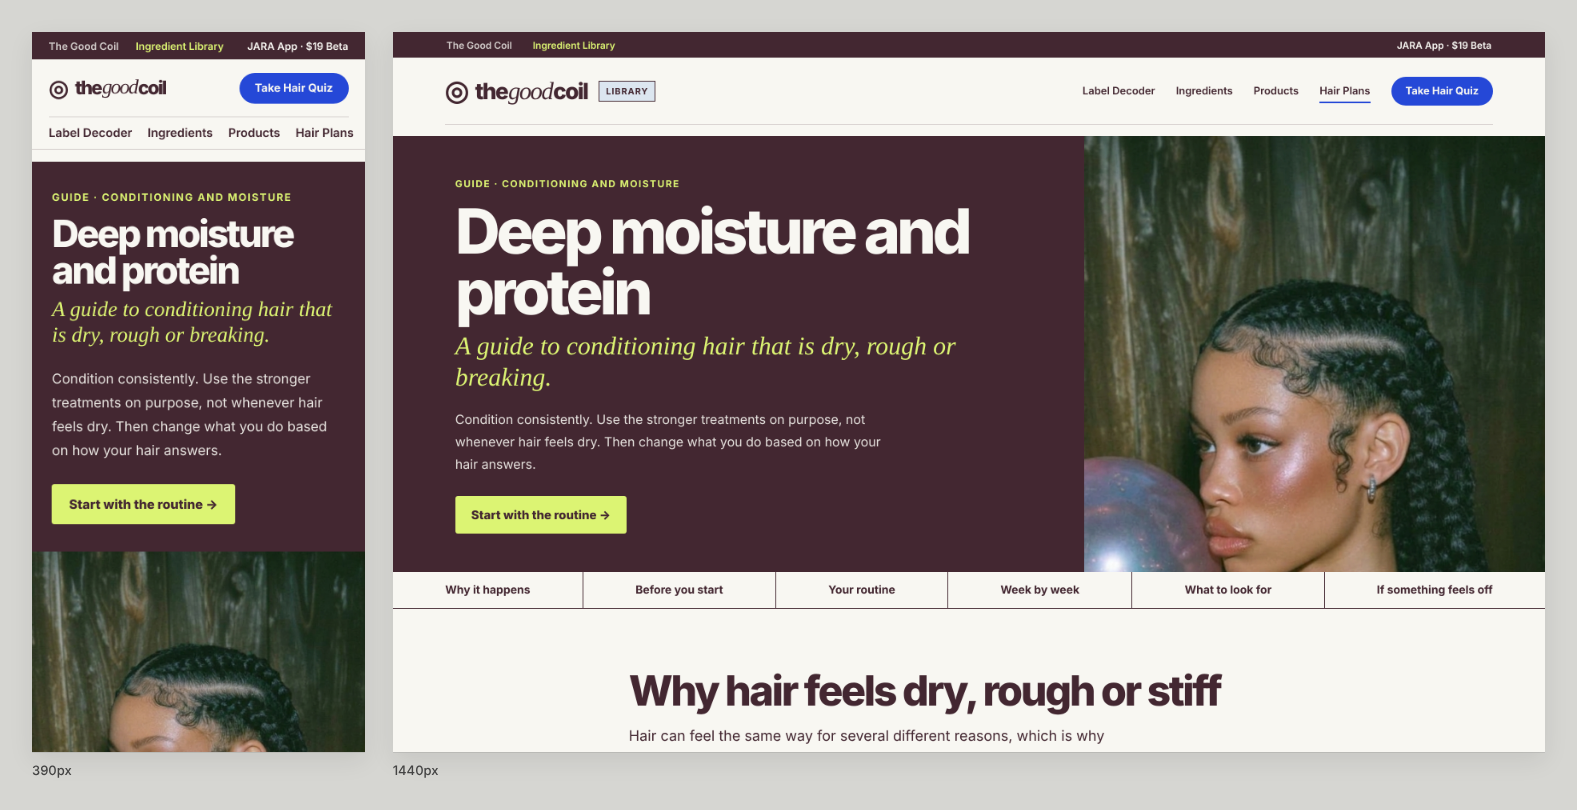 The Good Coil Ingredient Library JARA App · $19 Beta
thegoodcoil Take Hair Quiz
Label Decoder Ingredients Products Hair Plans
GUIDE · CONDITIONING AND MOISTURE
Deep moisture
and protein
A guide to conditioning hair that
is dry, rough or breaking.
Condition consistently. Use the stronger
treatments on purpose, not whenever hair
feels dry. Then change what you do based
on how your hair answers.
Start with the routine →
390px
The Good Coil Ingredient Library JARA App · $19 Beta
thegoodcoil LIBRARY Label Decoder Ingredients Products Hair Plans Take Hair Quiz
GUIDE · CONDITIONING AND MOISTURE
Deep moisture and
protein
A guide to conditioning hair that is dry, rough or
breaking.
Condition consistently. Use the stronger treatments on purpose, not
whenever hair feels dry. Then change what you do based on how your
hair answers.
Start with the routine →
Why it happens Before you start Your routine Week by week What to look for If something feels off
Why hair feels dry, rough or stiff
Hair can feel the same way for several different reasons, which is why
1440px